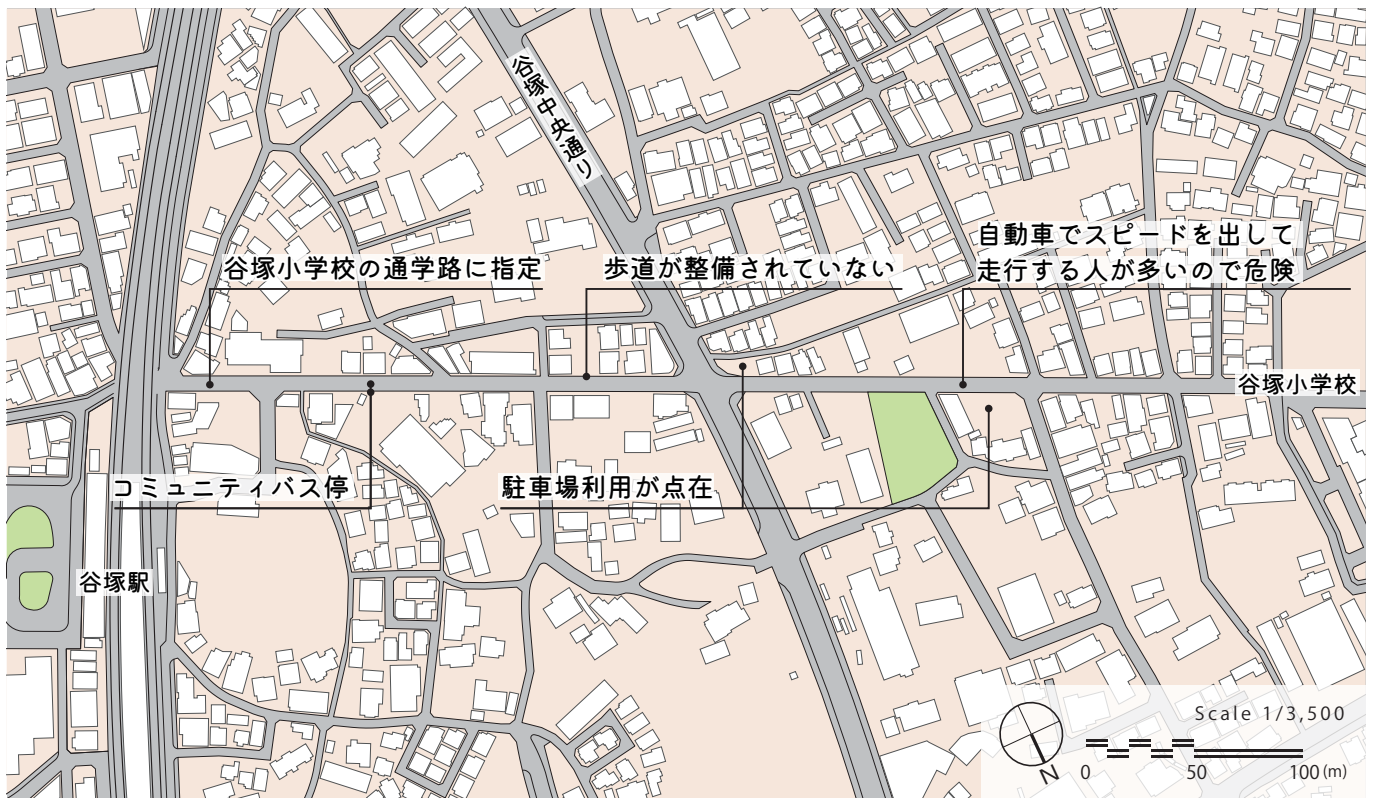 谷塚中央通り
自動車でスピードを出して
走行する人が多いので危険
谷塚小学校の通学路に指定
歩道が整備されていない
谷塚小学校
コミュニティバス停
駐車場利用が点在
谷塚駅
Scale 1/3,500
0 50 100(m)
N